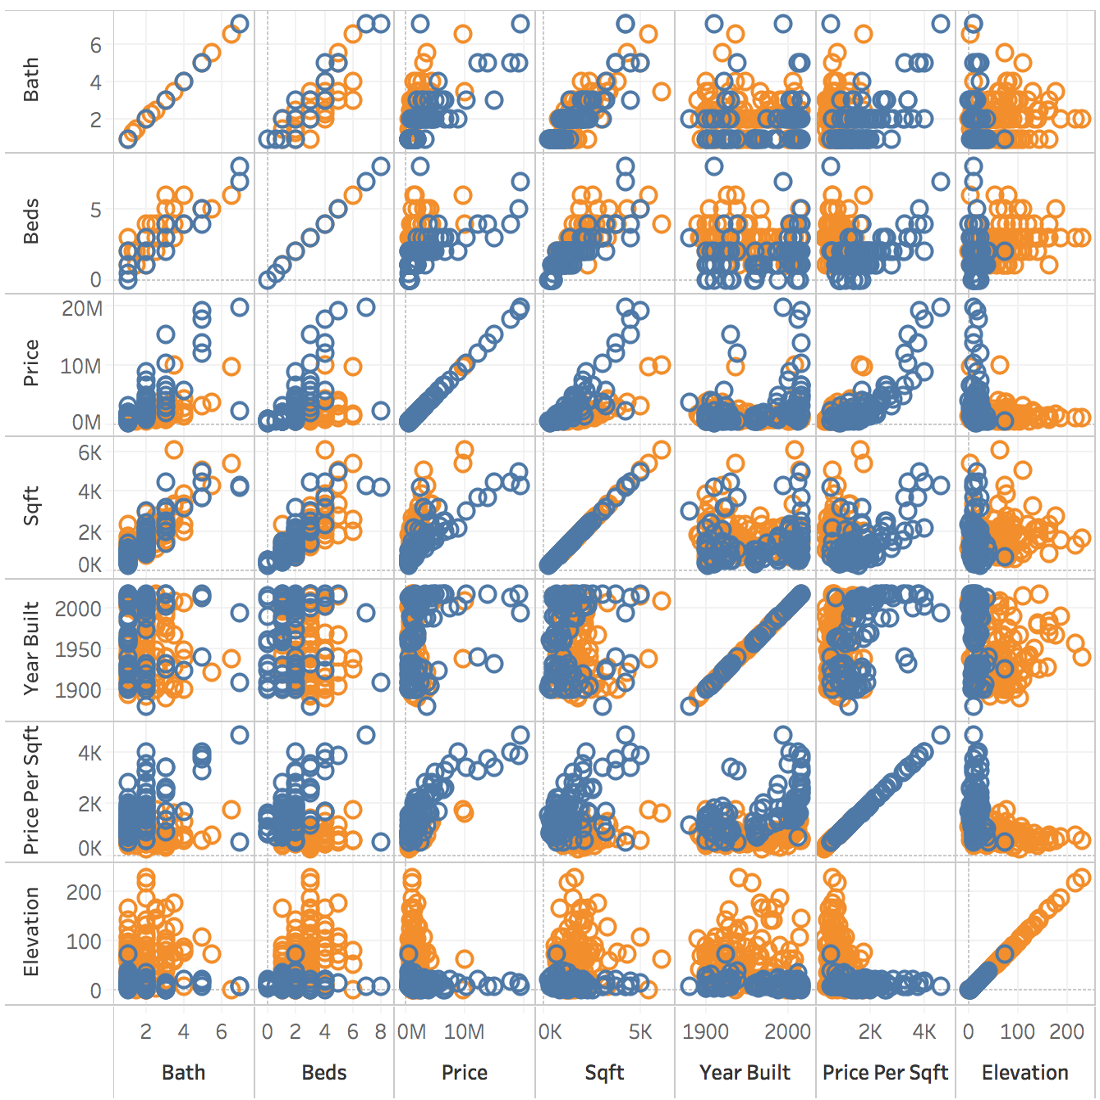 Bath
6
4
2
Beds
5
0
Price
20M
10M
0M
Sqft
6K
4K
2K
0K
Year Built
2000
1950
1900
Price Per Sqft
4K
2K
0K
Elevation
200
100
0
2 4 6 0 2 4 6 8 0M 10M 0K 5K 1900 2000 2K 4K 0 100 200
Bath Beds Price Sqft Year Built Price Per Sqft Elevation